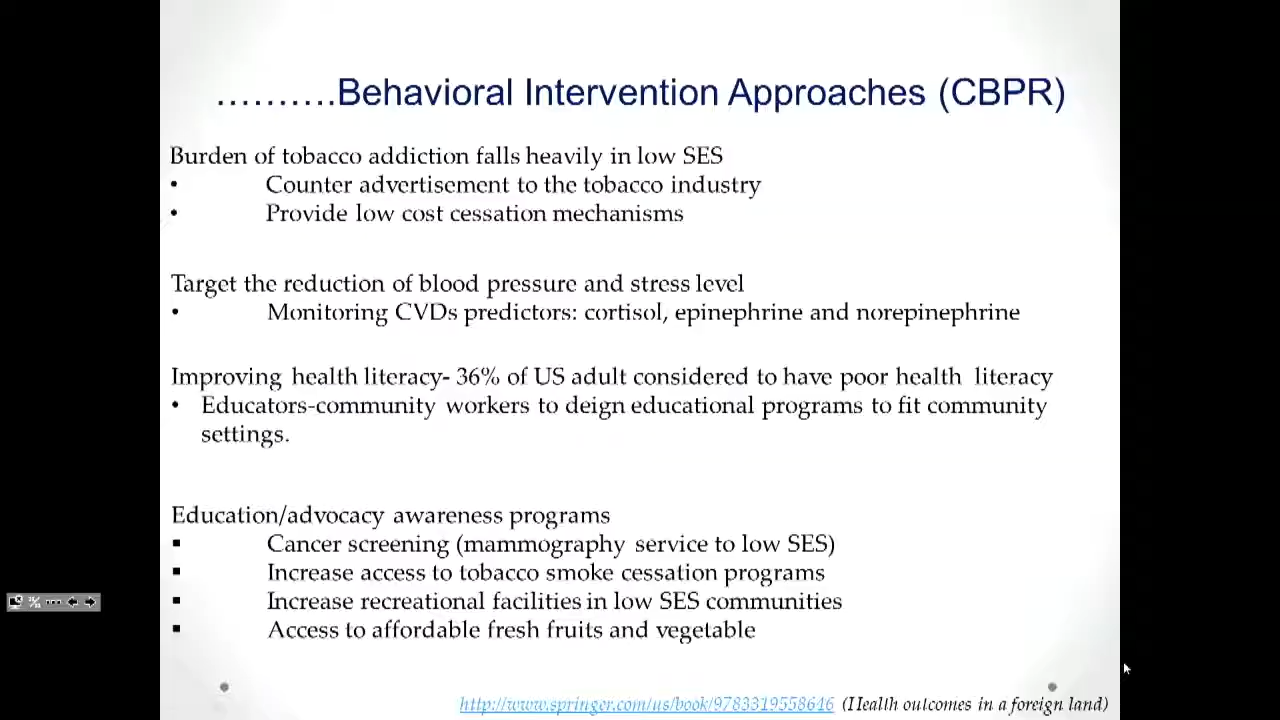 ……….Behavioral Intervention Approaches (CBPR)
Burden of tobacco addiction falls heavily in low SES
• Counter advertisement to the tobacco industry
• Provide low cost cessation mechanisms
Target the reduction of blood pressure and stress level
• Monitoring CVDs predictors: cortisol, epinephrine and norepinephrine
Improving health literacy- 36% of US adult considered to have poor health literacy
• Educators-community workers to deign educational programs to fit community
settings.
Education/advocacy awareness programs
▪ Cancer screening (mammography service to low SES)
▪ Increase access to tobacco smoke cessation programs
▪ Increase recreational facilities in low SES communities
▪ Access to affordable fresh fruits and vegetable
http://www.springer.com/us/book/9783319558646 (Health outcomes in a foreign land)